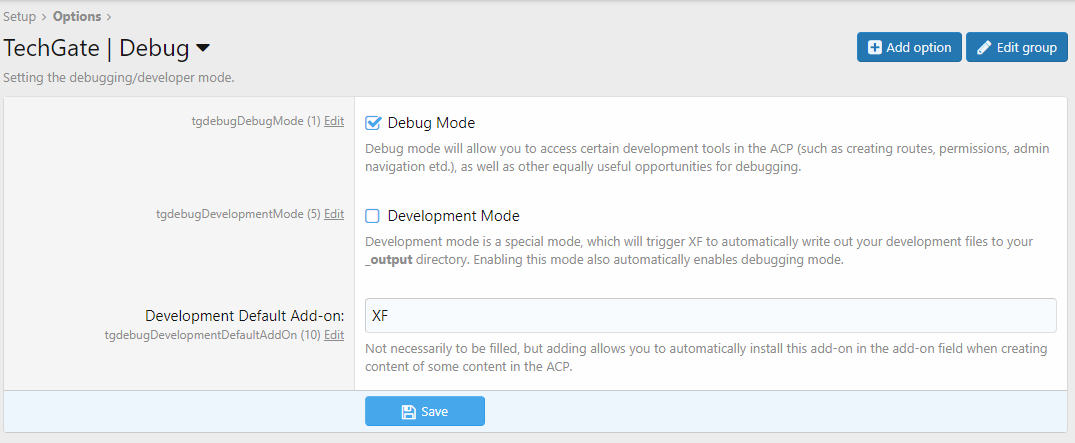 Setup > Options >
TechGate | Debug
Add option
Edit group
Setting the debugging/developer mode.
tgdebugDebugMode (1) Edit
Debug Mode
Debug mode will allow you to access certain development tools in the ACP (such as creating routes, permissions, admin
navigation etd.), as well as other equally useful opportunities for debugging.
tgdebugDevelopmentMode (5) Edit
Development Mode
Development mode is a special mode, which will trigger XF to automatically write out your development files to your
_output directory. Enabling this mode also automatically enables debugging mode.
Development Default Add-on:
tgdebugDevelopmentDefaultAddOn (10) Edit
XF
Not necessarily to be filled, but adding allows you to automatically install this add-on in the add-on field when creating
content of some content in the ACP.
Save